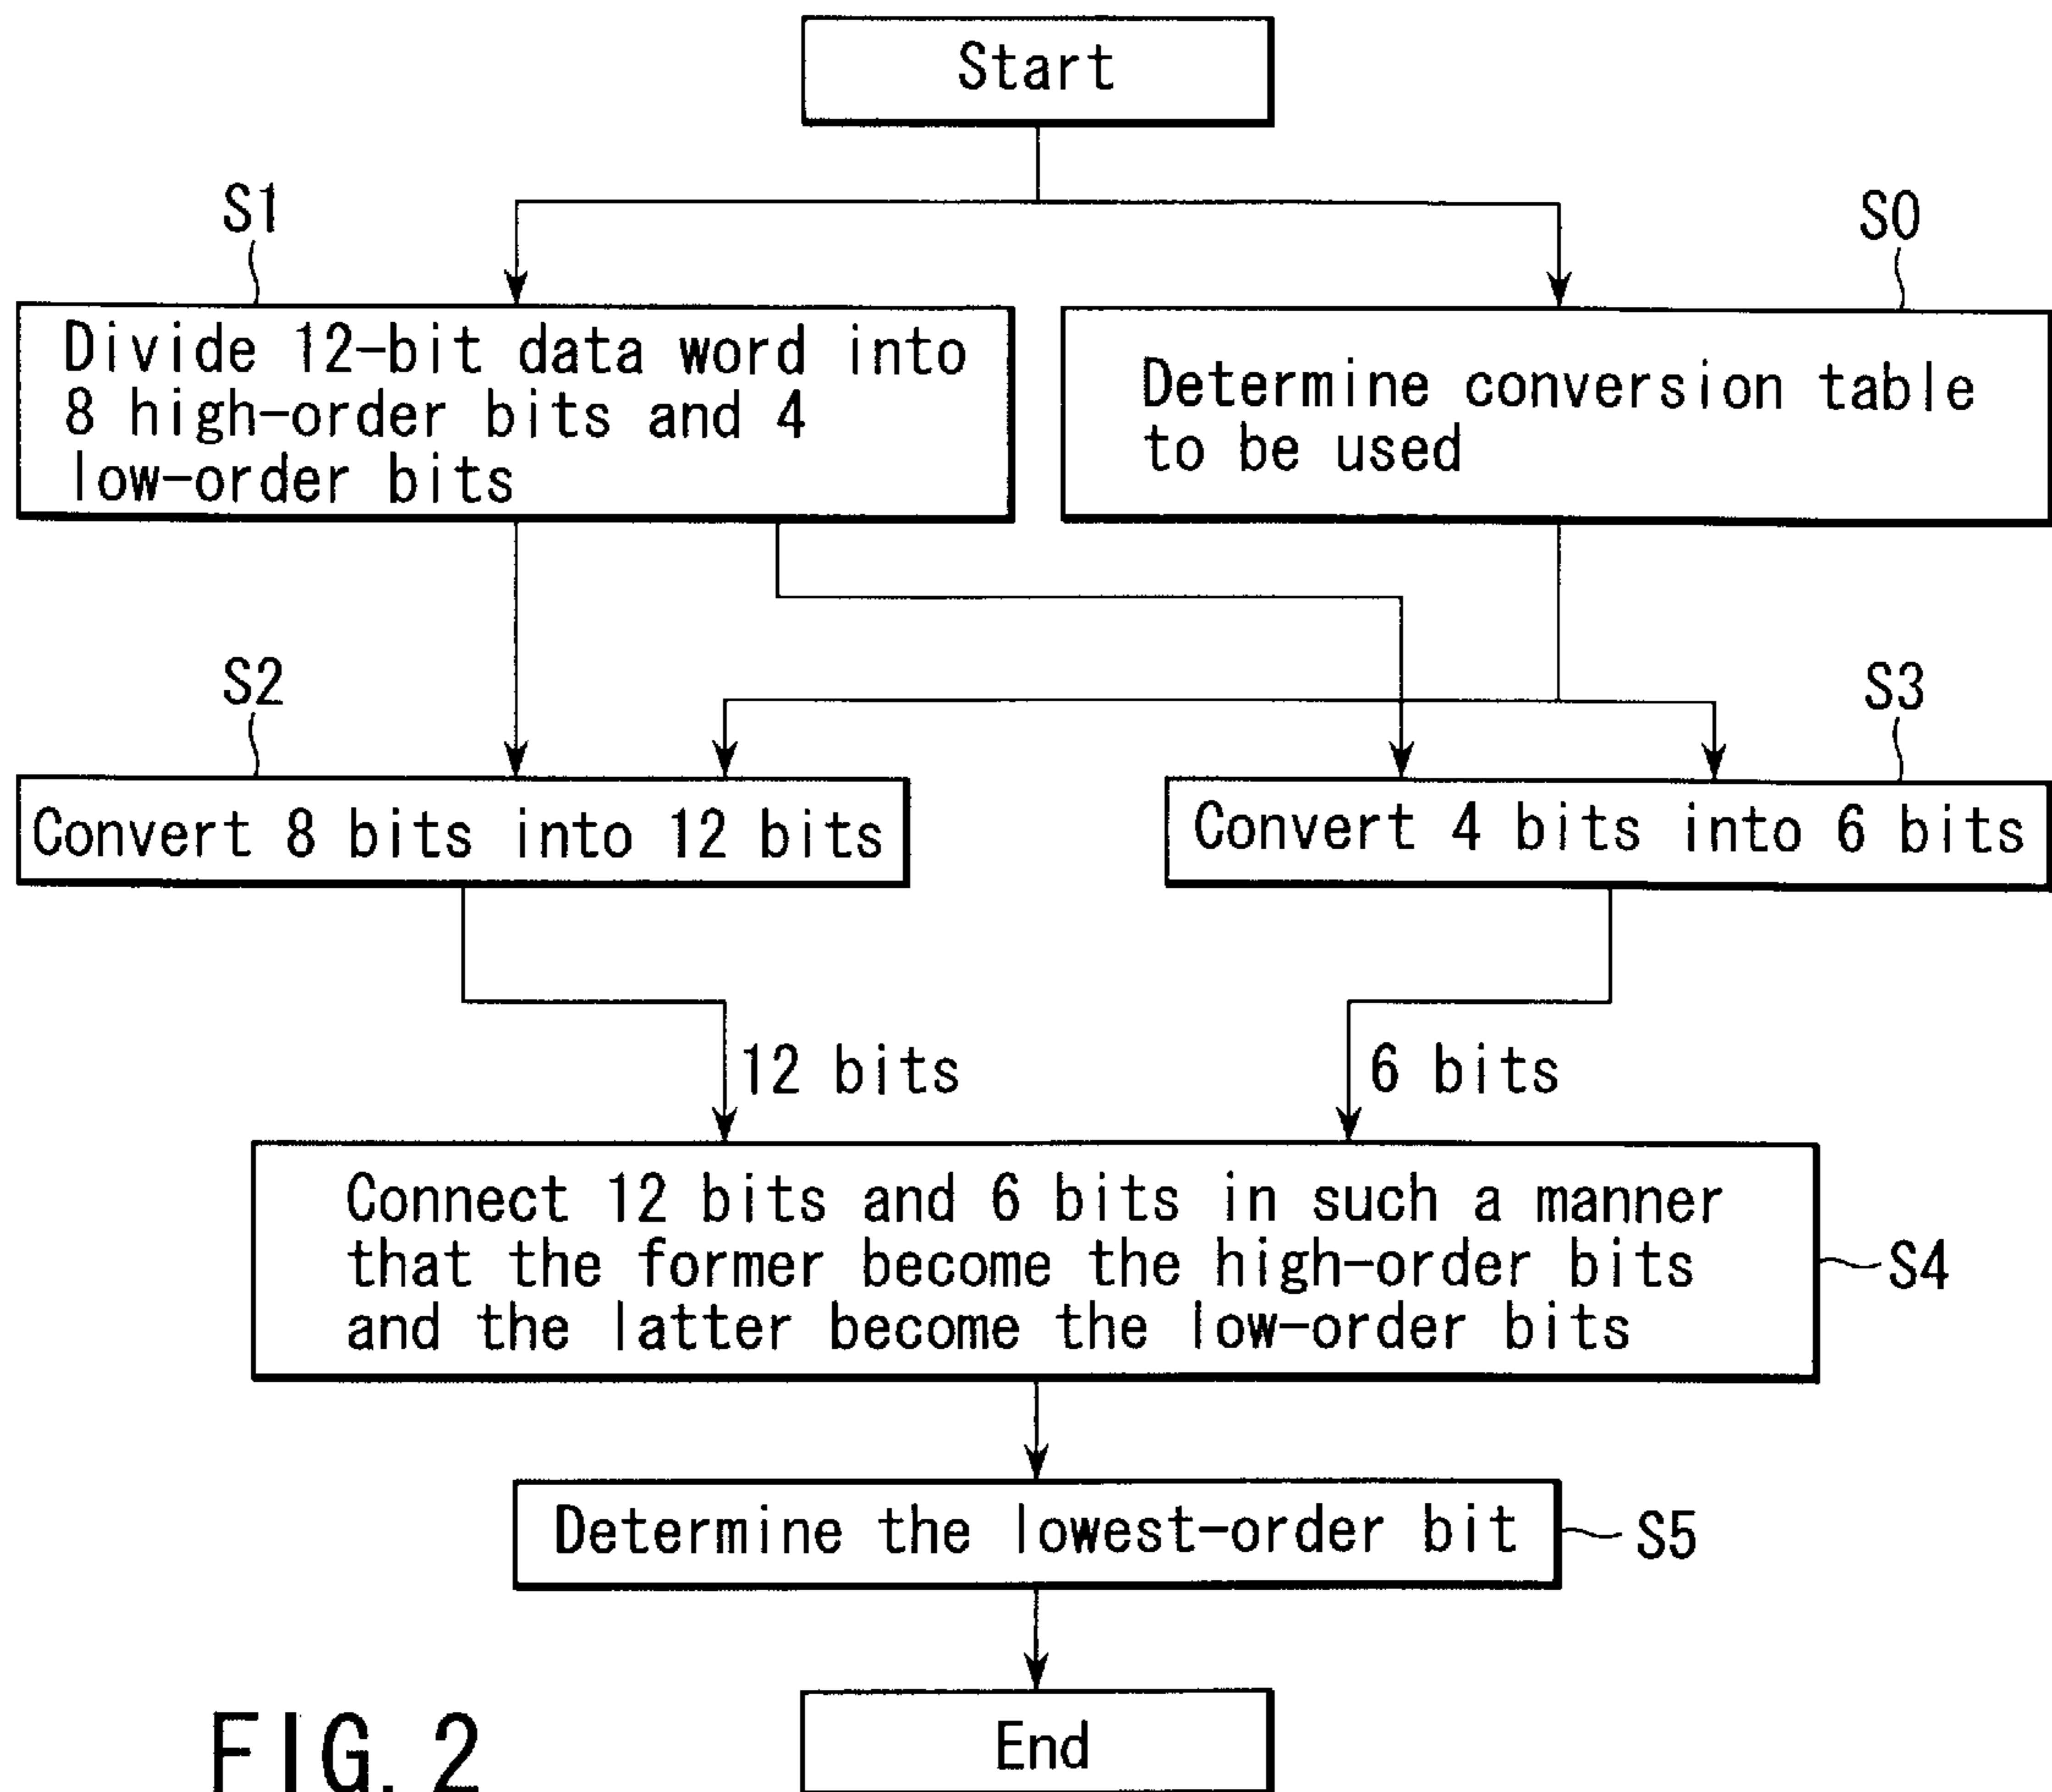 Start
S1
S0
Divide 12-bit data word into
8 high-order bits and 4
low-order bits
Determine conversion table
to be used
S2
S3
Convert 8 bits into 12 bits
Convert 4 bits into 6 bits
12 bits
6 bits
Connect 12 bits and 6 bits in such a manner
that the former become the high-order bits
and the latter become the low-order bits
S4
Determine the lowest-order bit
S5
End
FIG. 2